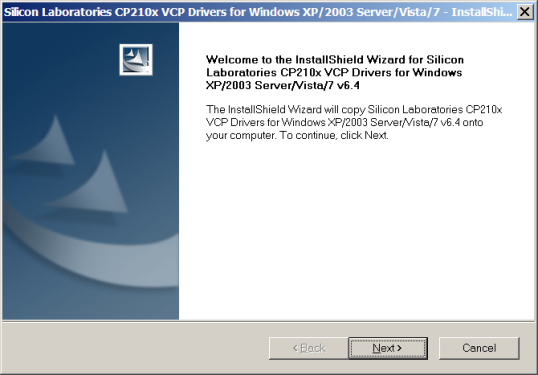 Silicon Laboratories CP210x VCP Drivers for Windows XP/2003 Server/Vista/7 - InstallShi...
Welcome to the InstallShield Wizard for Silicon
Laboratories CP210x VCP Drivers for Windows
XP/2003 Server/Vista/7 v6.4
The InstallShield Wizard will copy Silicon Laboratories CP210x
VCP Drivers for Windows XP/2003 Server/Vista/7 v6.4 onto
your computer. To continue, click Next.
< Back
Next >
Cancel